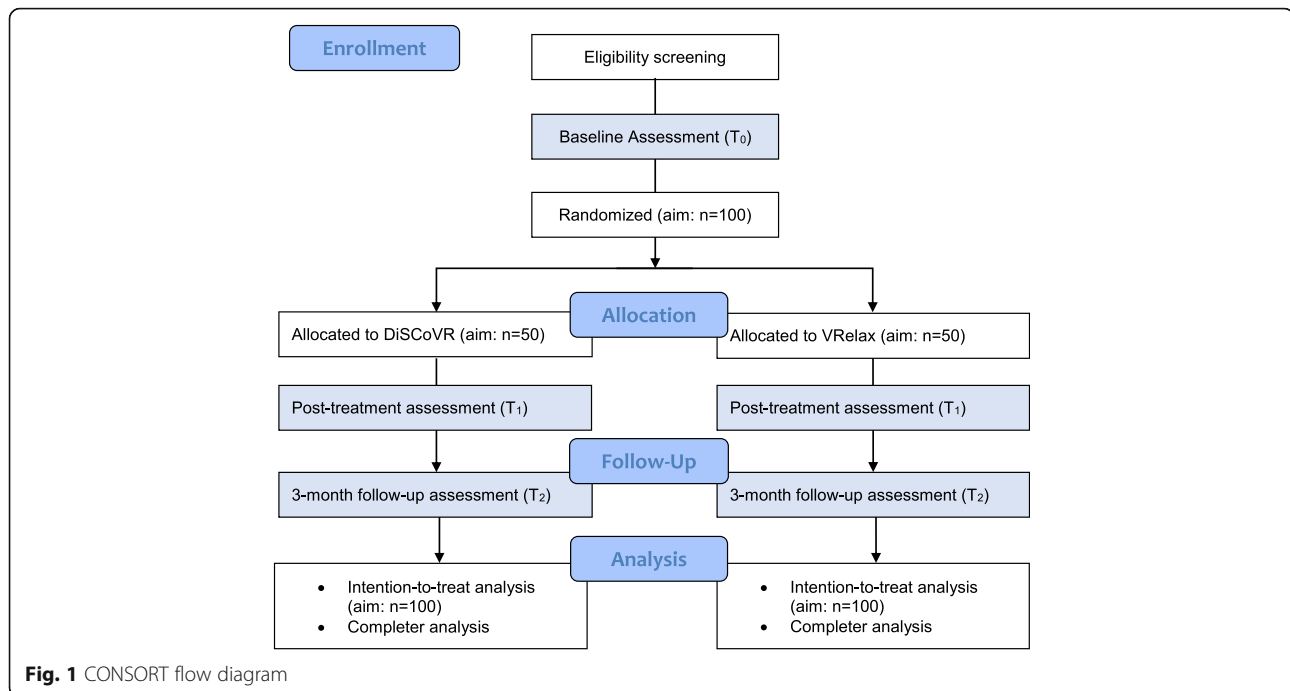 Enrollment
Eligibility screening
Baseline Assessment (T₀)
Randomized (aim: n=100)
Allocation
Allocated to DiSCoVR (aim: n=50)
Allocated to VRelax (aim: n=50)
Post-treatment assessment (T₁)
Post-treatment assessment (T₁)
Follow-Up
3-month follow-up assessment (T₂)
3-month follow-up assessment (T₂)
Analysis
• Intention-to-treat analysis
(aim: n=100)
• Completer analysis
• Intention-to-treat analysis
(aim: n=100)
• Completer analysis
Fig. 1 CONSORT flow diagram